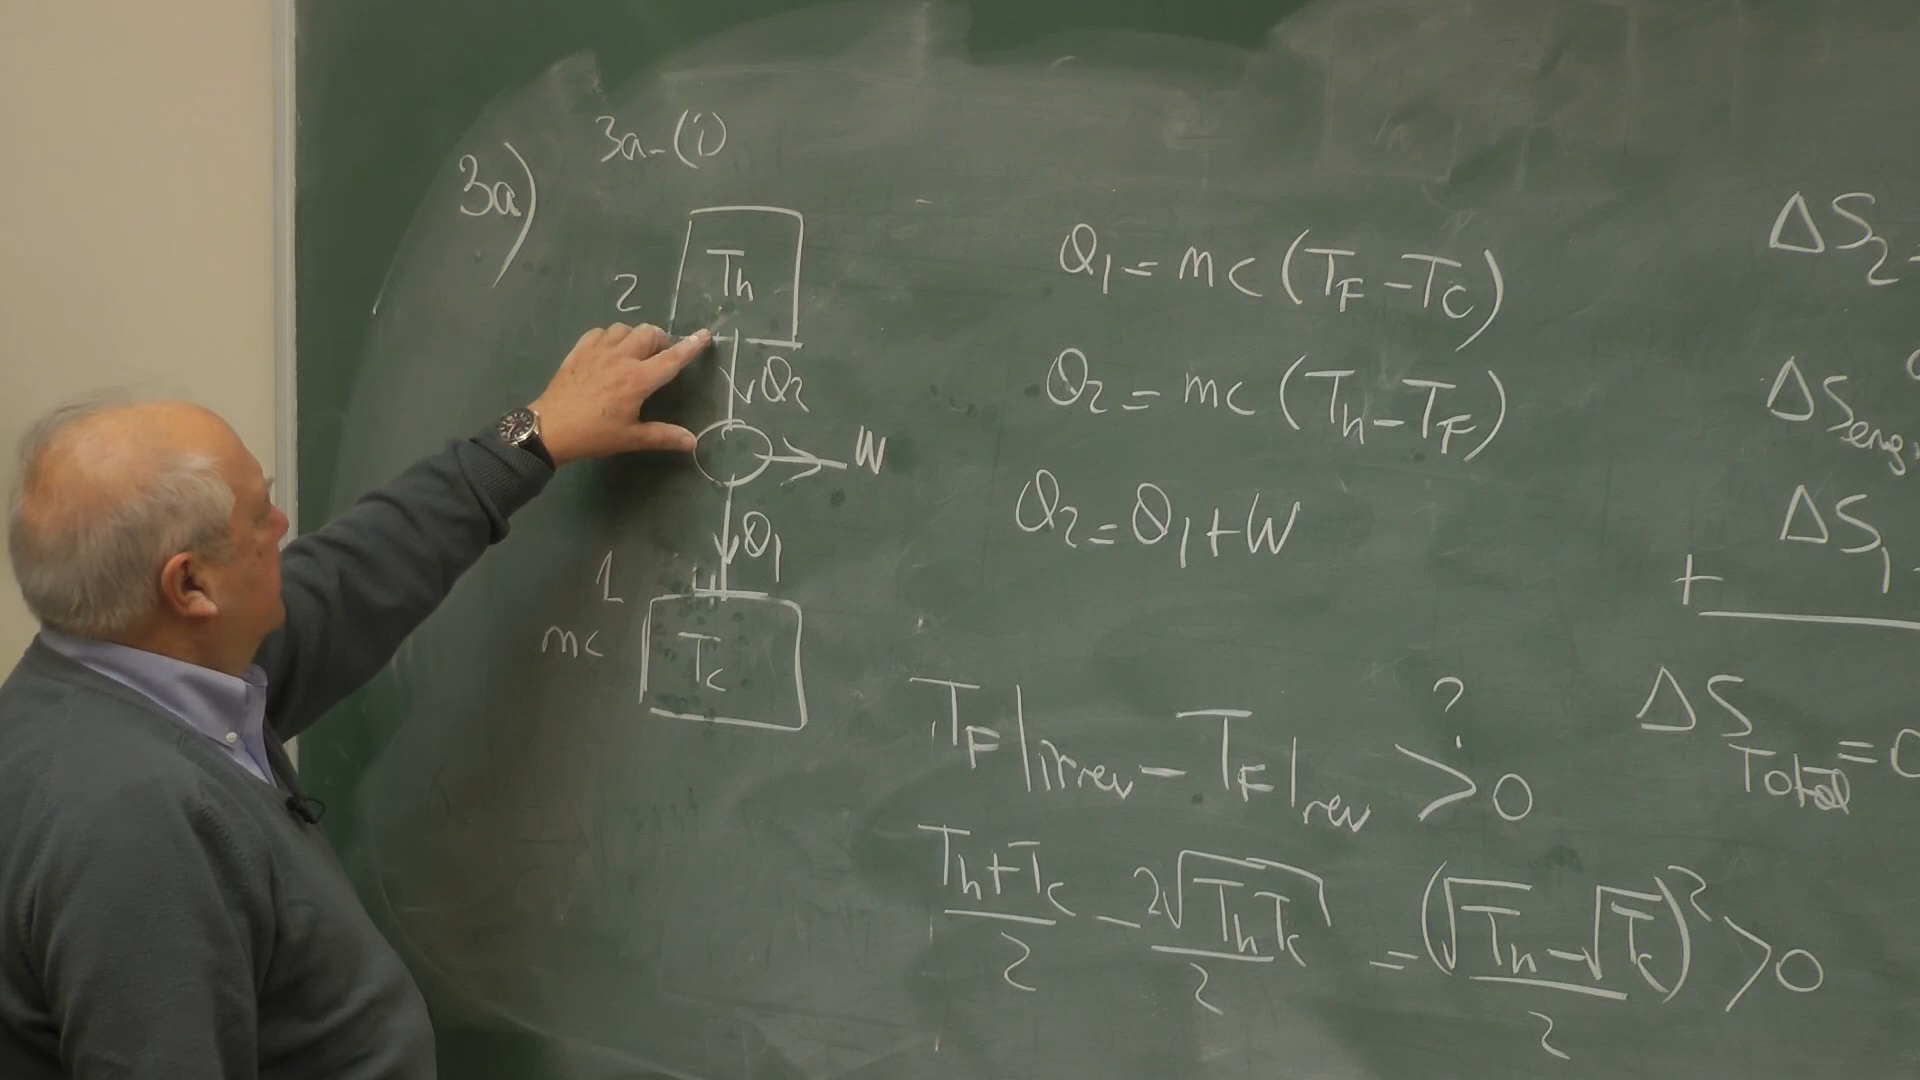 3a)
3a-(i)
2
Th
Q2
W
Q1
1
mc
Tc
Q1 = mc (TF - Tc)
Q2 = mc (Th - TF)
Q2 = Q1 + W
TF|irrev - TF|rev >? 0
Th+Tc/2 - 2√ThTc/2 = (√Th - √Tc)²/2 > 0
ΔS2
ΔSeng
ΔS1
+
ΔSTotal = 0